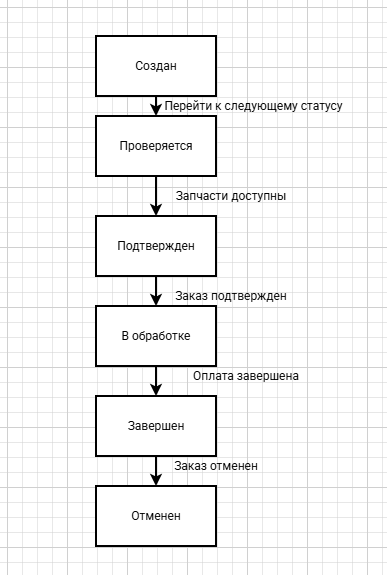 Создан
Перейти к следующему статусу
Проверяется
Запчасти доступны
Подтвержден
Заказ подтвержден
В обработке
Оплата завершена
Завершен
Заказ отменен
Отменен